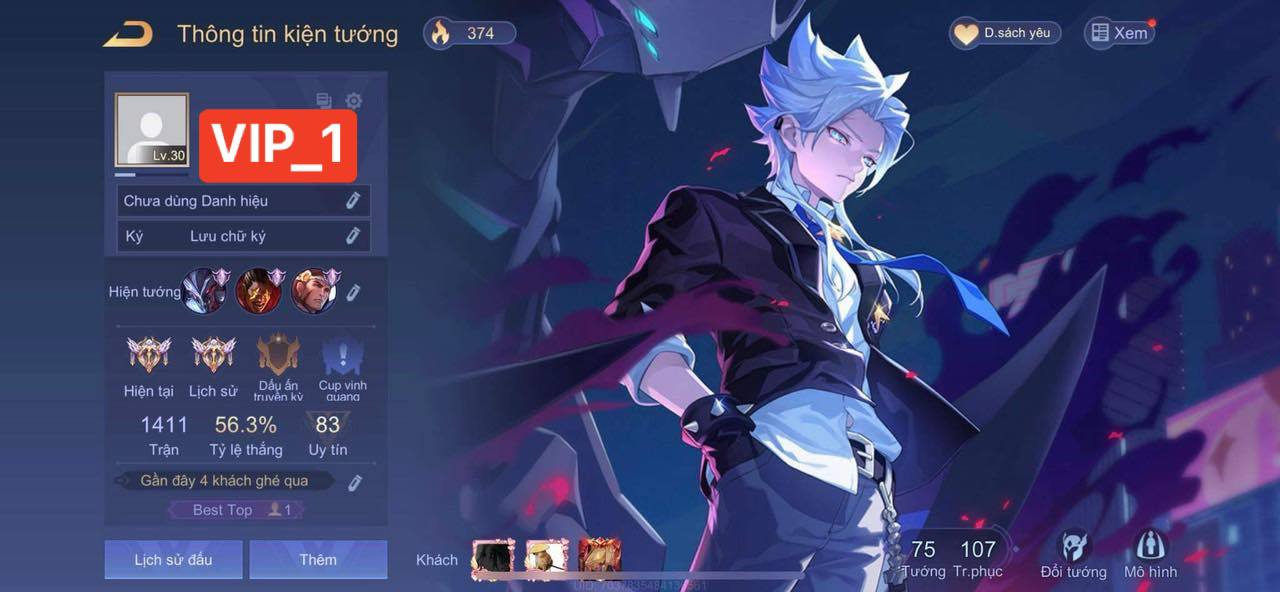 Thông tin kiện tướng
374
D.sách yêu
Xem
Lv.30
VIP_1
Chưa dùng Danh hiệu
Ký Lưu chữ ký
Hiện tướng
Hiện tại Lịch sử Dấu ấn truyền kỳ Cup vinh quang
1411 56.3% 83
Trận Tỷ lệ thắng Uy tín
Gần đây 4 khách ghé qua
Best Top 1
Lịch sử đấu Thêm
Khách
75 107
Tướng Tr.phục
Đổi tướng Mô hình